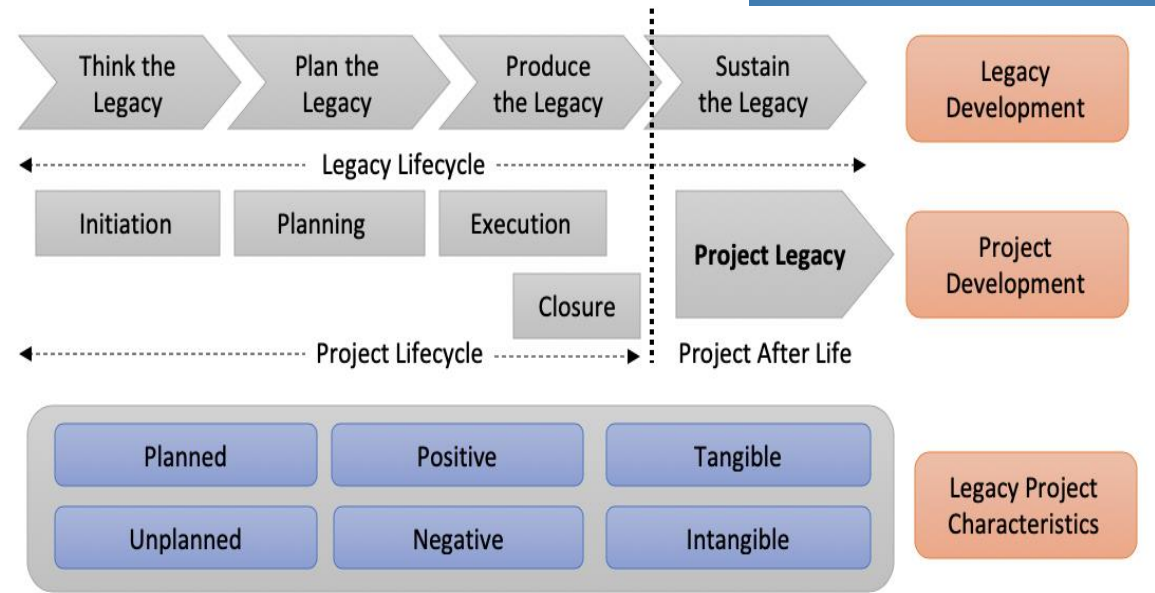 Think the
Legacy
Plan the
Legacy
Produce
the Legacy
Sustain
the Legacy
Legacy
Development
Legacy Lifecycle
Initiation
Planning
Execution
Project Legacy
Project
Development
Closure
Project Lifecycle
Project After Life
Planned
Positive
Tangible
Unplanned
Negative
Intangible
Legacy Project
Characteristics